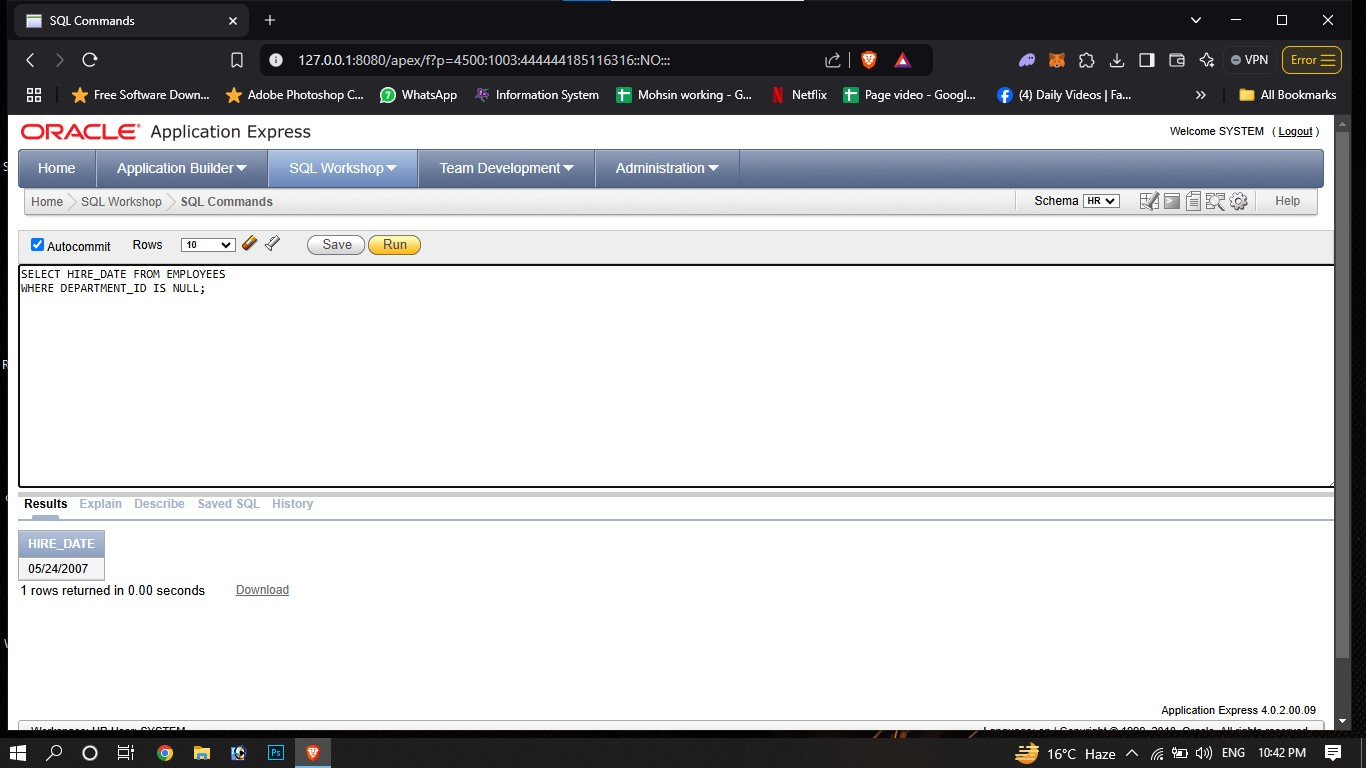 SQL Commands
127.0.0.1:8080/apex/f?p=4500:1003:444444185116316::NO:::
VPN
Error
Free Software Down...
Adobe Photoshop C...
7
WhatsApp
Information System
Mohsin working - G...
Netflix
Page video - Googl...
(4) Daily Videos | Fa...
»
All Bookmarks
ORACLE Application Express
Welcome SYSTEM ( Logout )
Home
Application Builder
SQL Workshop
Team Development
Administration
Home SQL Workshop SQL Commands
Schema HR
Help
Autocommit Rows 10
Save Run
SELECT HIRE_DATE FROM EMPLOYEES
WHERE DEPARTMENT_ID IS NULL;
Results Explain Describe Saved SQL History
HIRE_DATE
05/24/2007
1 rows returned in 0.00 seconds Download
Application Express 4.0.2.00.09
Ps
16°C Haze
ENG
10:42 PM